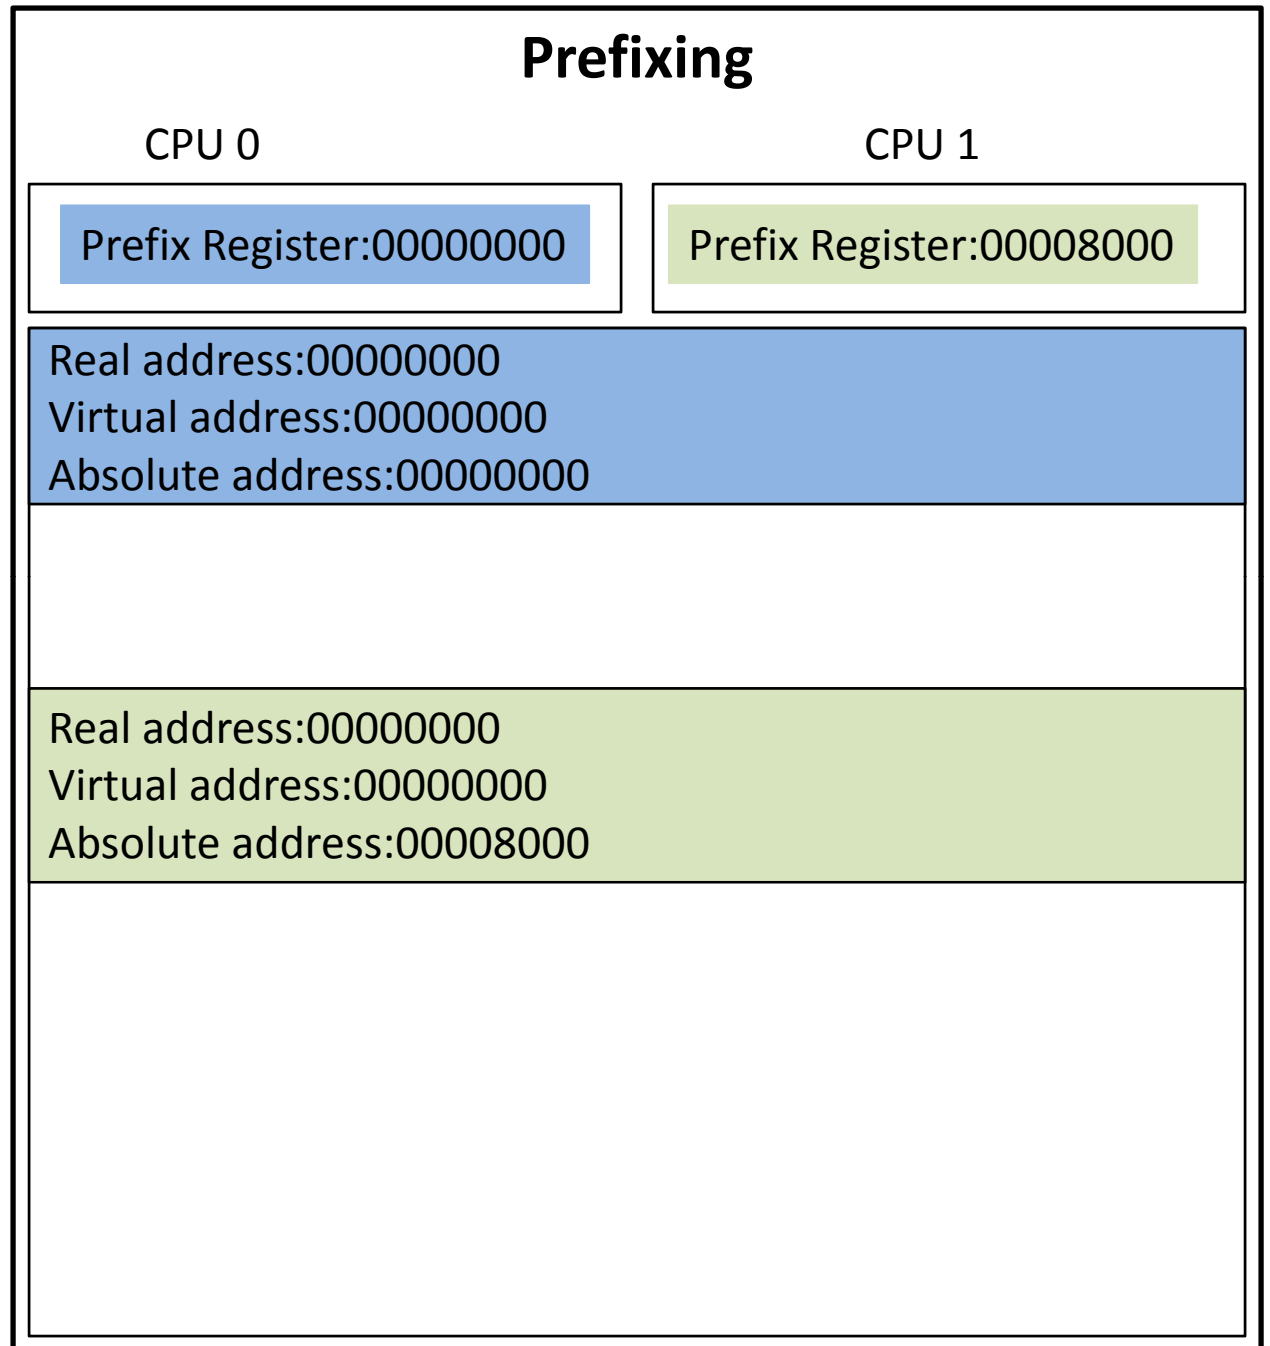 Prefixing
CPU 0
CPU 1
Prefix Register:00000000
Prefix Register:00008000
Real address:00000000
Virtual address:00000000
Absolute address:00000000
Real address:00000000
Virtual address:00000000
Absolute address:00008000